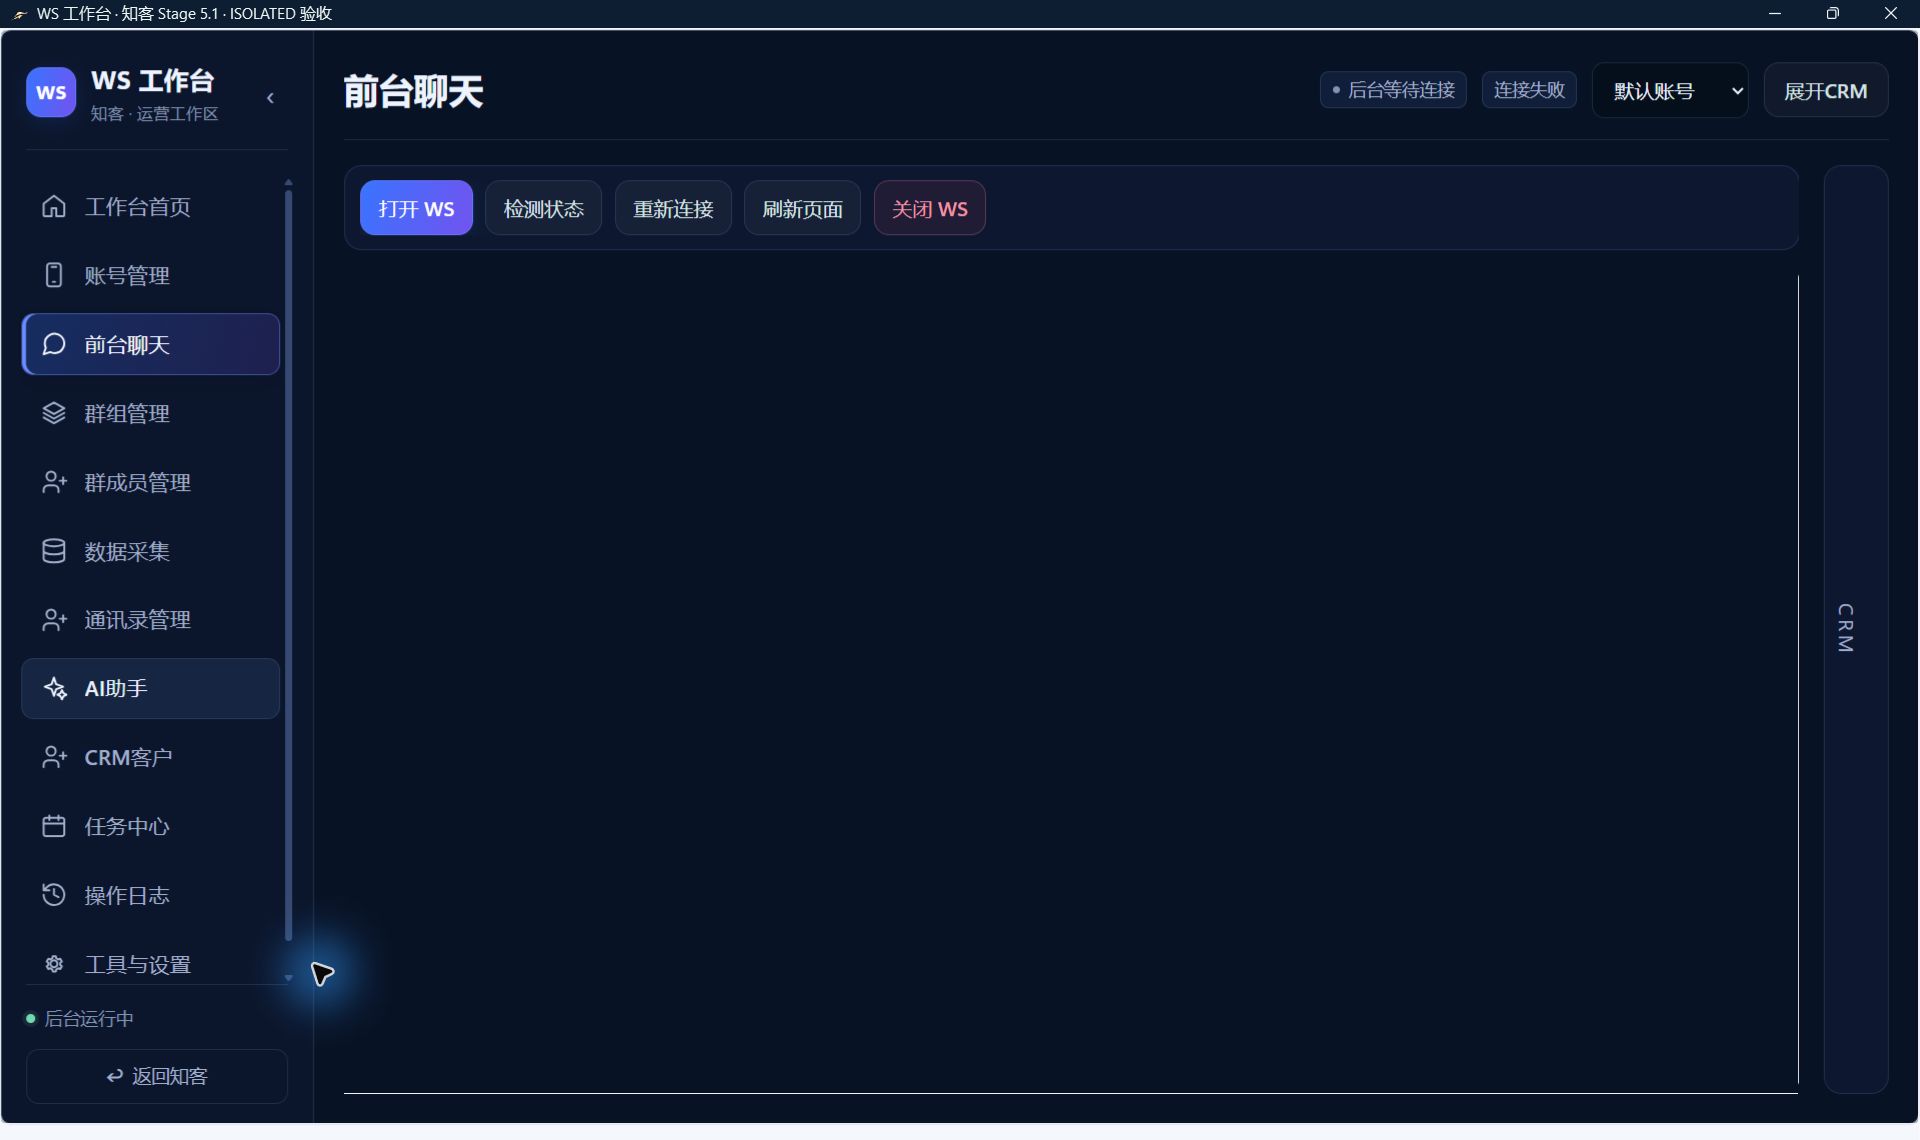 WS 工作台 · 知客 Stage 5.1 · ISOLATED 验收
WS
WS 工作台
知客 · 运营工作区
前台聊天
后台等待连接
连接失败
默认账号
展开CRM
打开 WS
检测状态
重新连接
刷新页面
关闭 WS
工作台首页
账号管理
前台聊天
群组管理
群成员管理
数据采集
通讯录管理
AI助手
CRM客户
任务中心
操作日志
工具与设置
后台运行中
返回知客
CRM